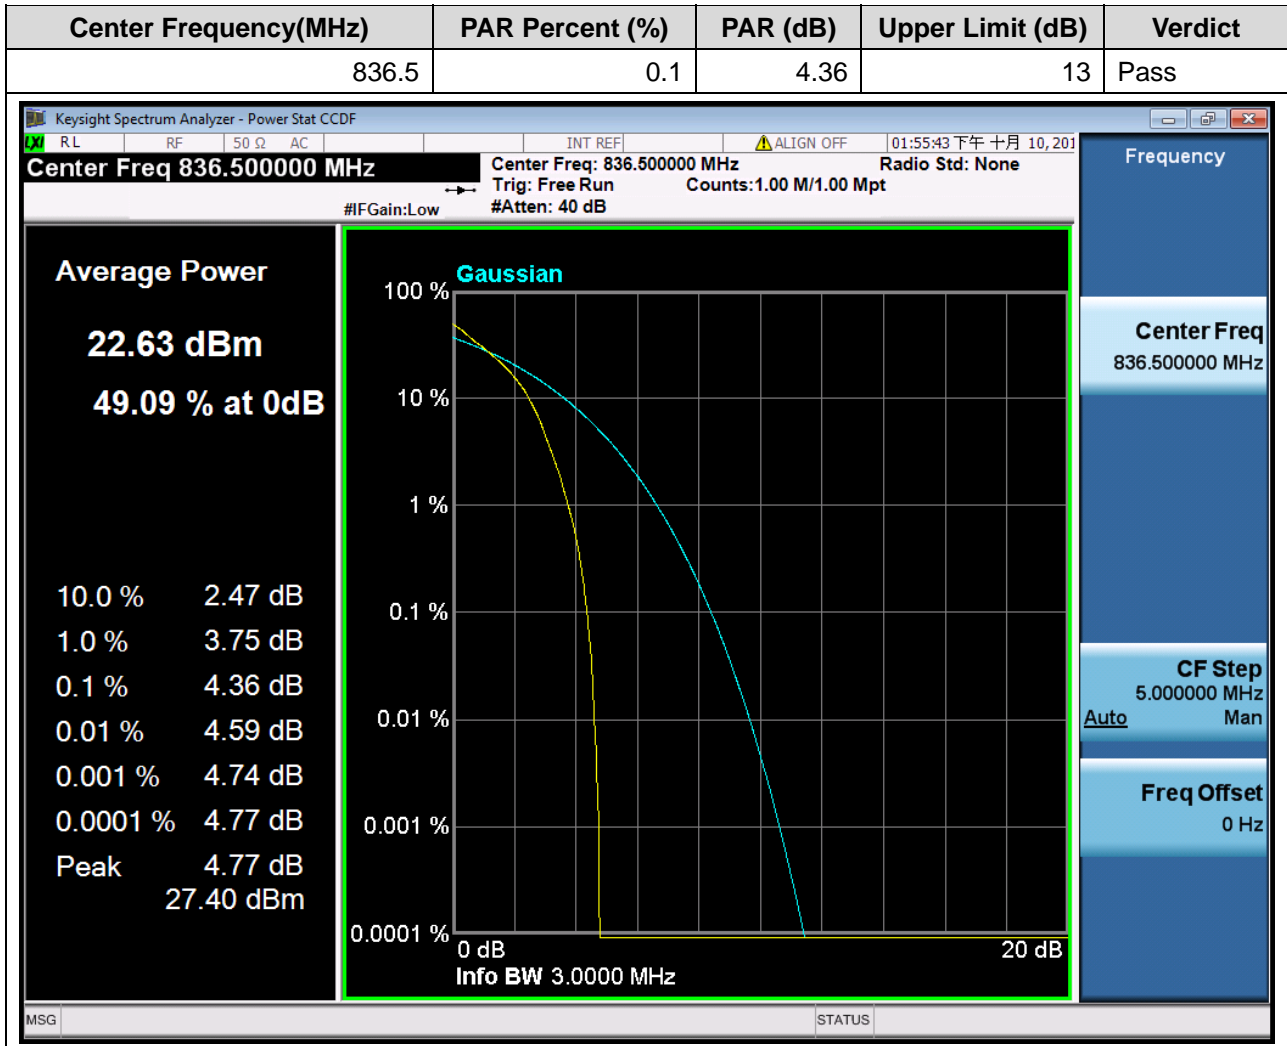 Center Frequency(MHz) PAR Percent (%) PAR (dB) Upper Limit (dB) Verdict
836.5 0.1 4.36 13 Pass
Keysight Spectrum Analyzer - Power Stat CCDF
LXI RL RF 50 Ω AC INT REF ALIGN OFF 01:55:43 下午 十月 10, 201
Center Freq 836.500000 MHz
Center Freq: 836.500000 MHz Radio Std: None
Trig: Free Run Counts:1.00 M/1.00 Mpt
#IFGain:Low #Atten: 40 dB
Average Power
22.63 dBm
49.09 % at 0dB
10.0 % 2.47 dB
1.0 % 3.75 dB
0.1 % 4.36 dB
0.01 % 4.59 dB
0.001 % 4.74 dB
0.0001 % 4.77 dB
Peak 4.77 dB
27.40 dBm
Gaussian
100 %
10 %
1 %
0.1 %
0.01 %
0.001 %
0.0001 %
0 dB 20 dB
Info BW 3.0000 MHz
Frequency
Center Freq
836.500000 MHz
CF Step
5.000000 MHz
Auto Man
Freq Offset
0 Hz
MSG STATUS